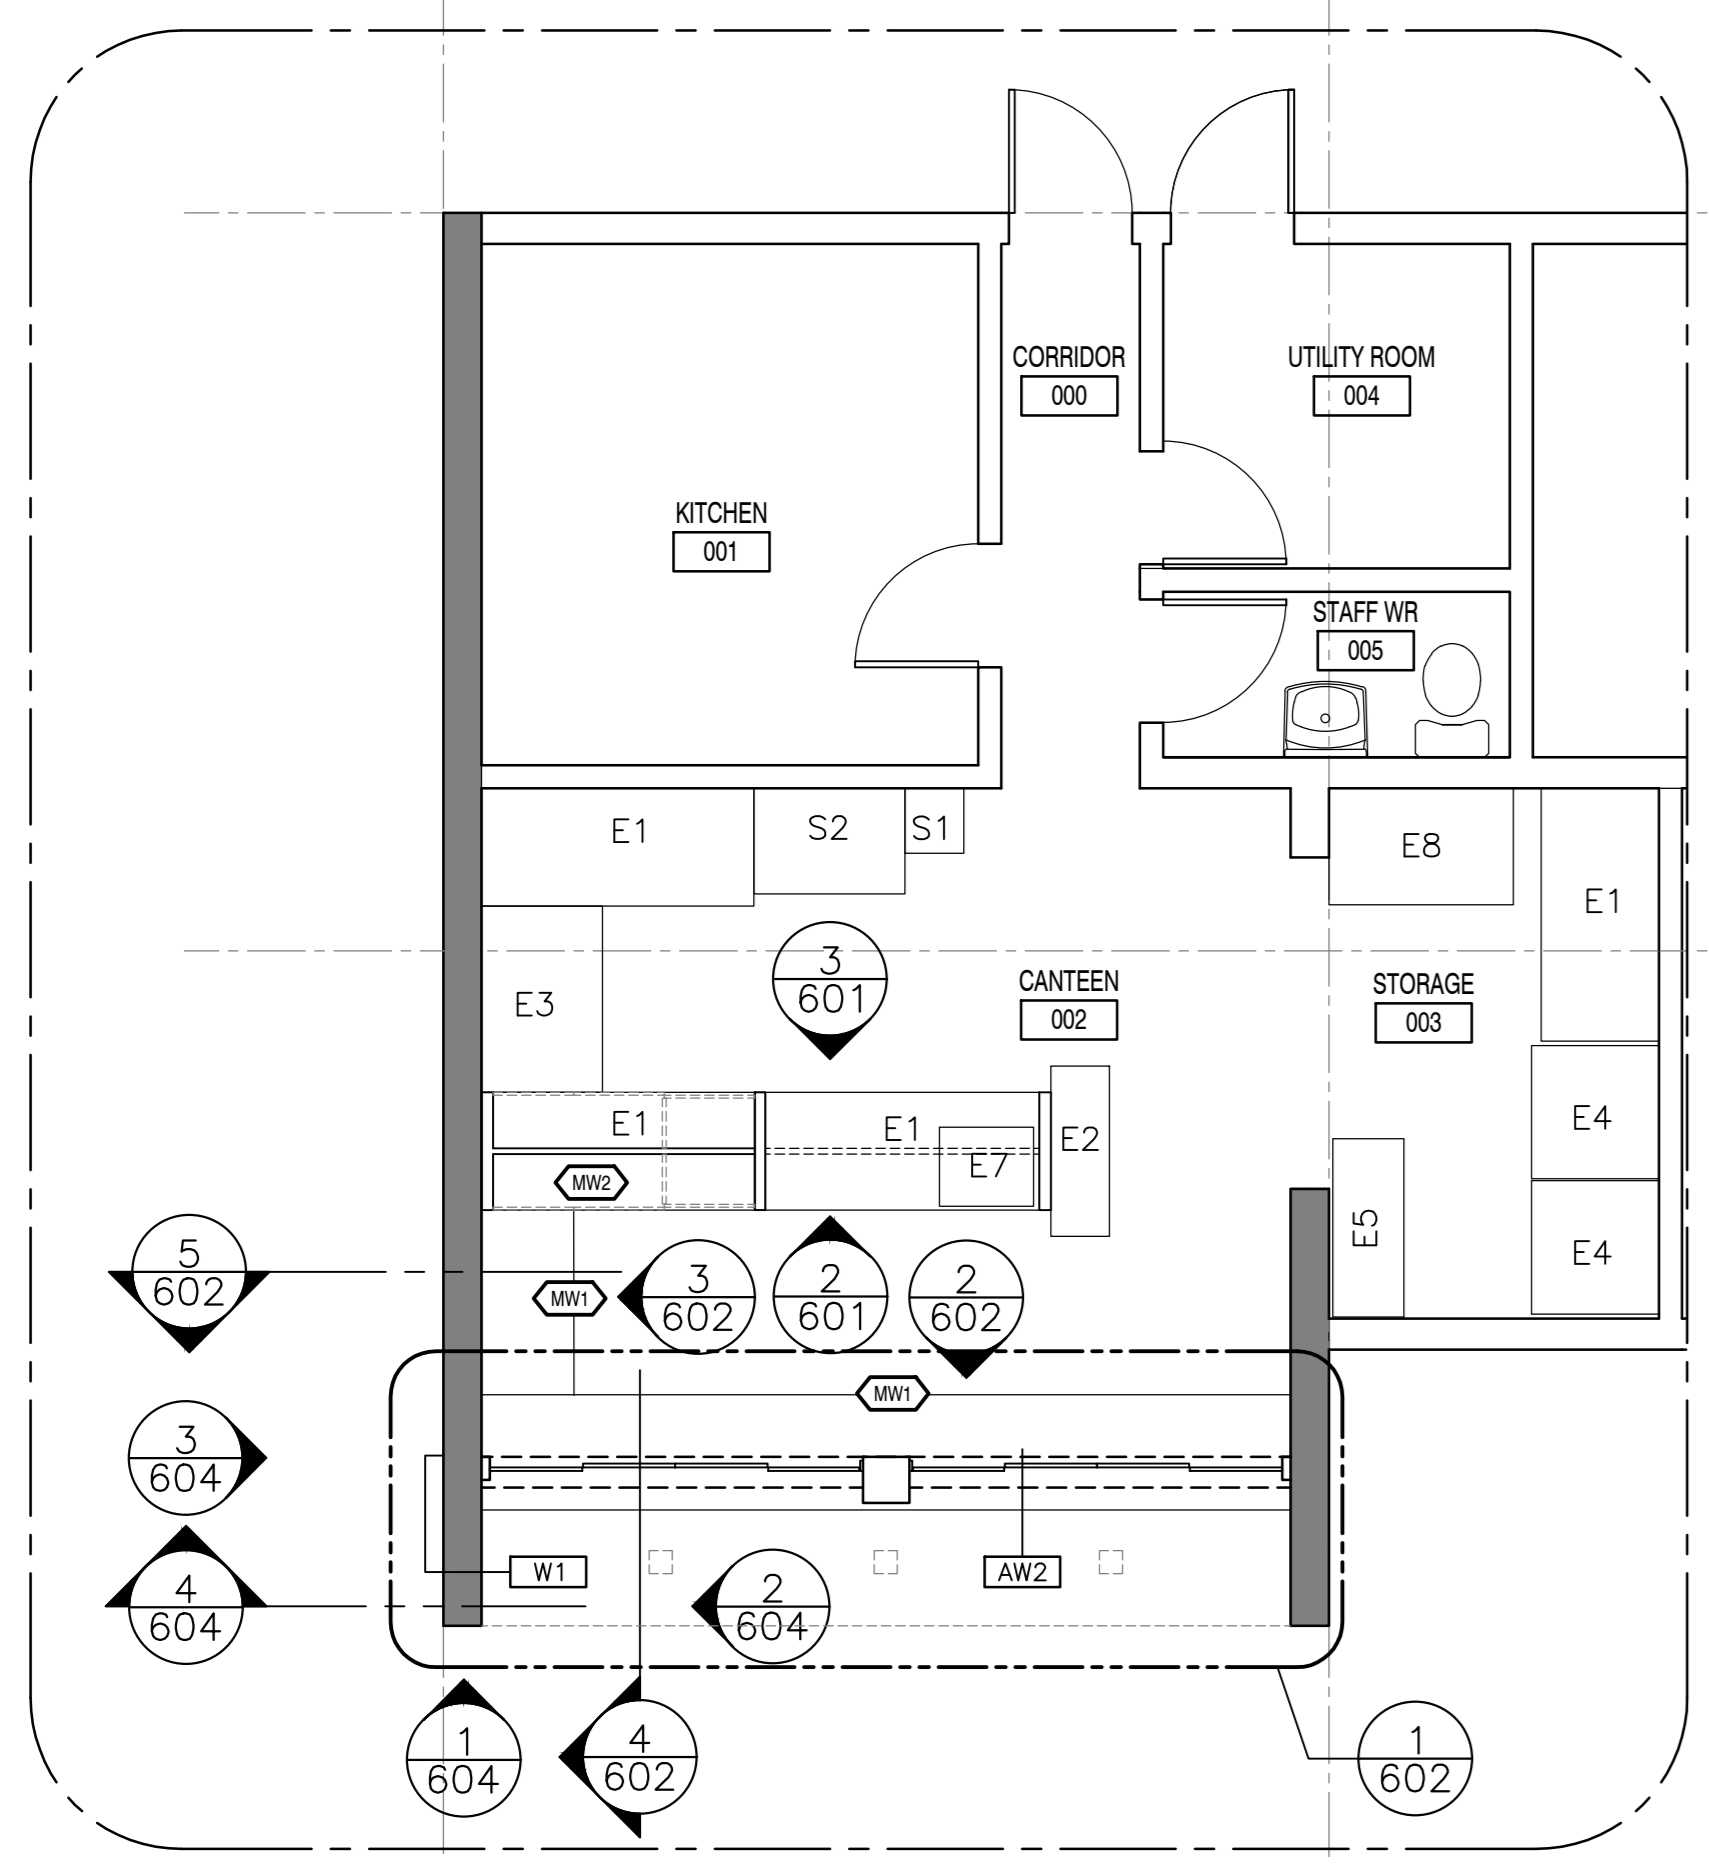 CORRIDOR
000
UTILITY ROOM
004
KITCHEN
001
STAFF WR
005
E1
S2
S1
E8
E1
3
601
E3
CANTEEN
002
STORAGE
003
E1
E1
E2
E7
E4
MW2
E5
E4
5
602
MW1
3
602
2
601
2
602
MW1
3
604
W1
AW2
4
604
2
604
1
604
4
602
1
602